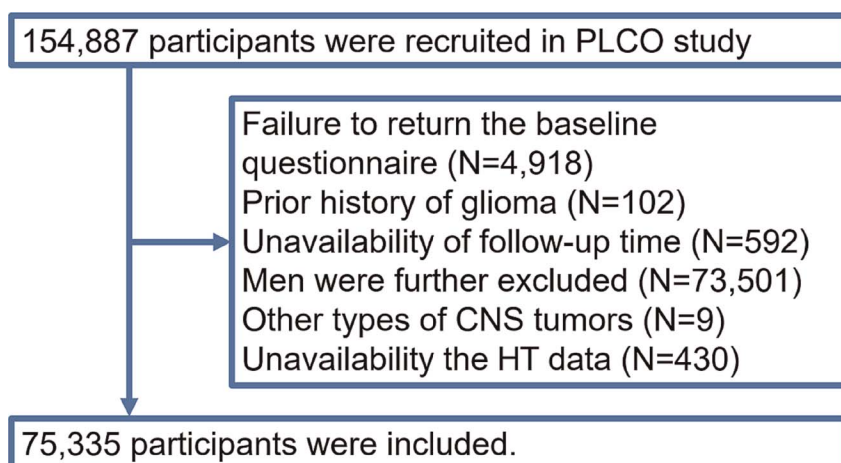 154,887 participants were recruited in PLCO study
Failure to return the baseline
questionnaire (N=4,918)
Prior history of glioma (N=102)
Unavailability of follow-up time (N=592)
Men were further excluded (N=73,501)
Other types of CNS tumors (N=9)
Unavailability the HT data (N=430)
75,335 participants were included.